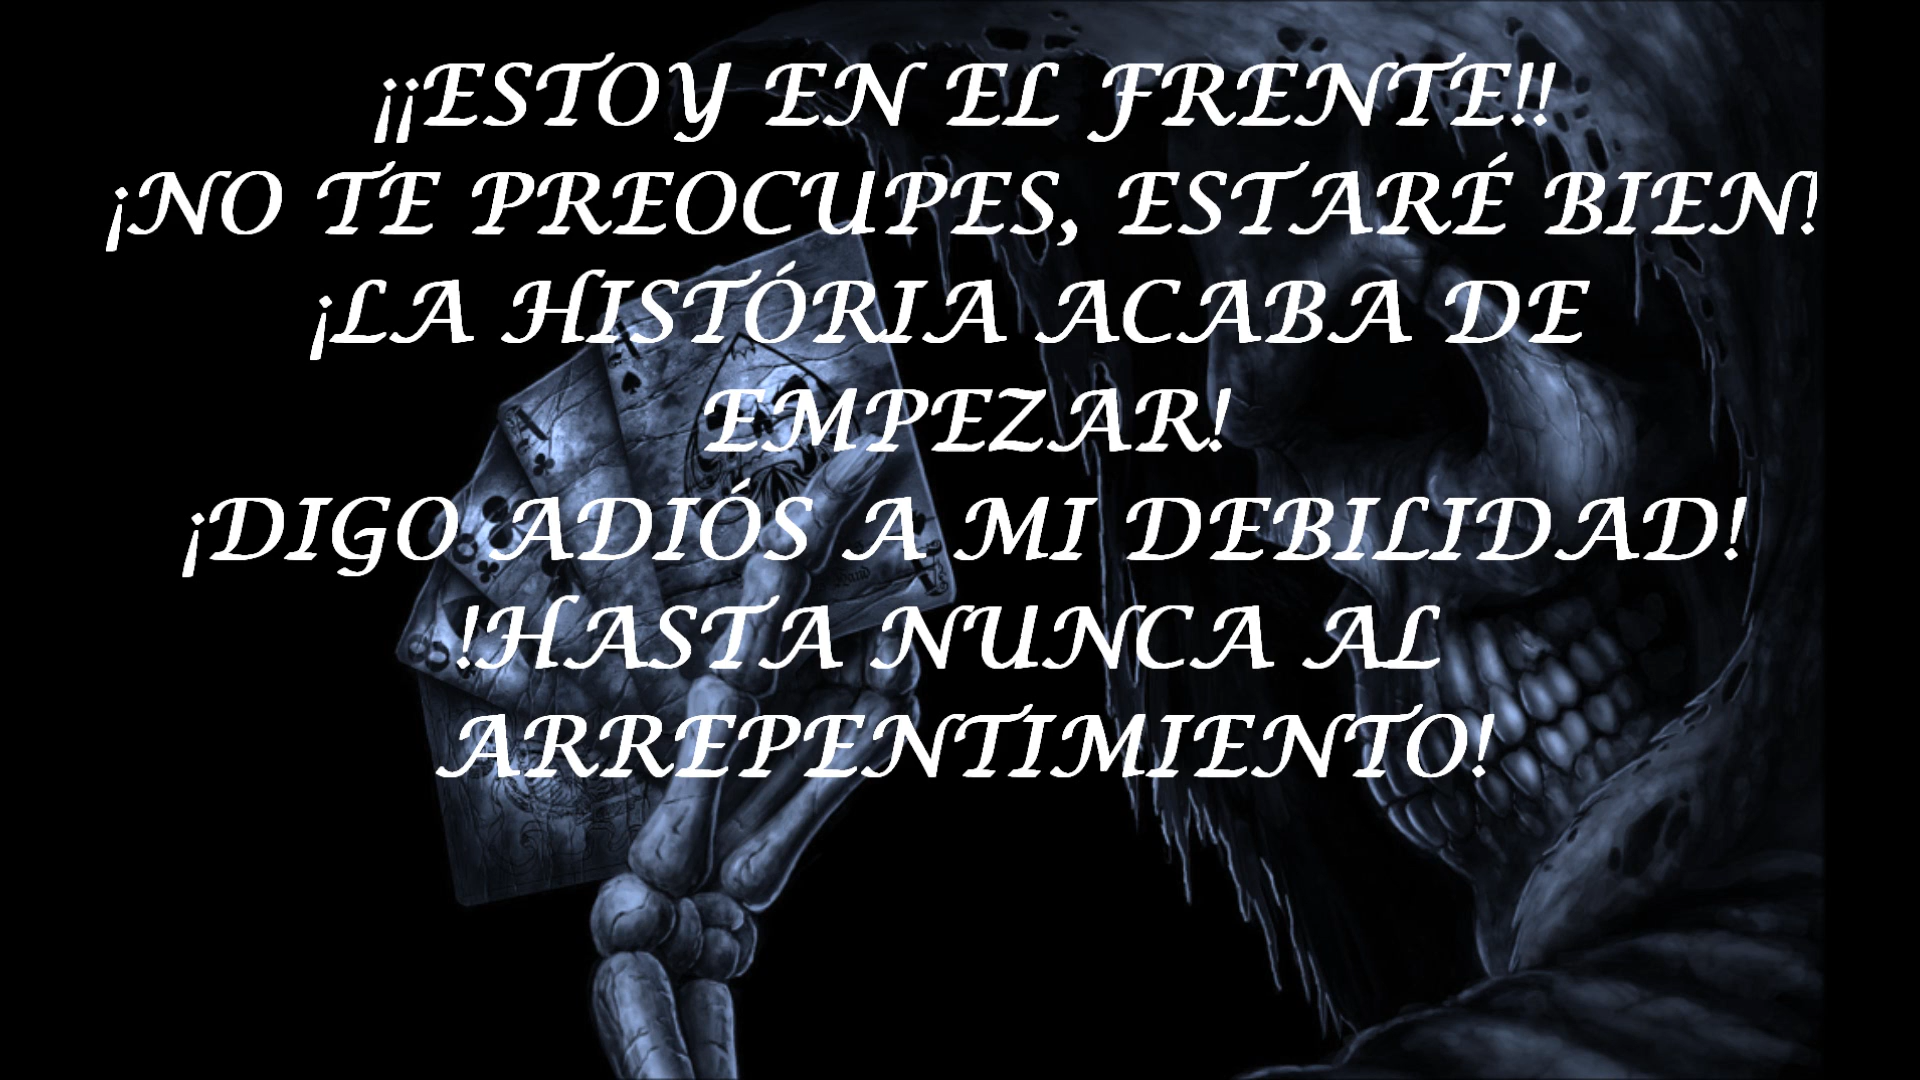 ¡¡ESTOY EN EL FRENTE!!
¡NO TE PREOCUPES, ESTARÉ BIEN!
¡LA HISTÓRIA ACABA DE
EMPEZAR!
¡DIGO ADIÓS A MI DEBILIDAD!
!HASTA NUNCA AL
ARREPENTIMIENTO!